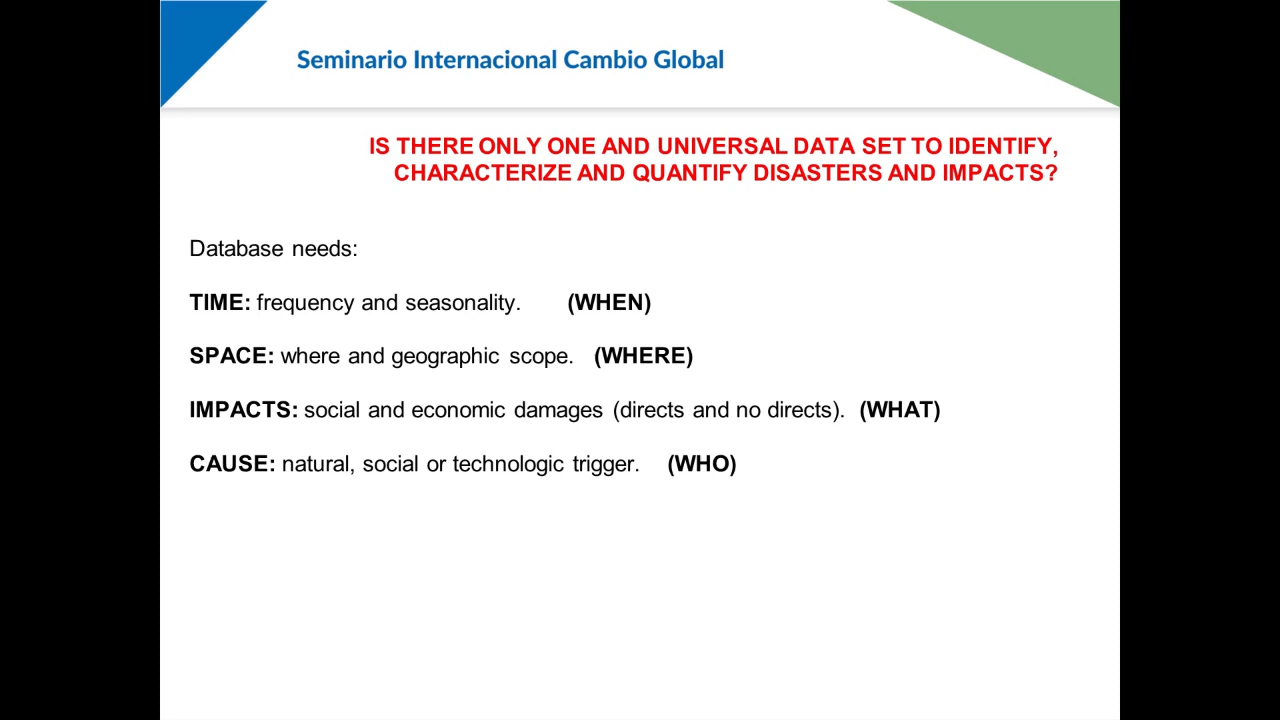 Seminario Internacional Cambio Global
IS THERE ONLY ONE AND UNIVERSAL DATA SET TO IDENTIFY,
CHARACTERIZE AND QUANTIFY DISASTERS AND IMPACTS?
Database needs:
TIME: frequency and seasonality. (WHEN)
SPACE: where and geographic scope. (WHERE)
IMPACTS: social and economic damages (directs and no directs). (WHAT)
CAUSE: natural, social or technologic trigger. (WHO)